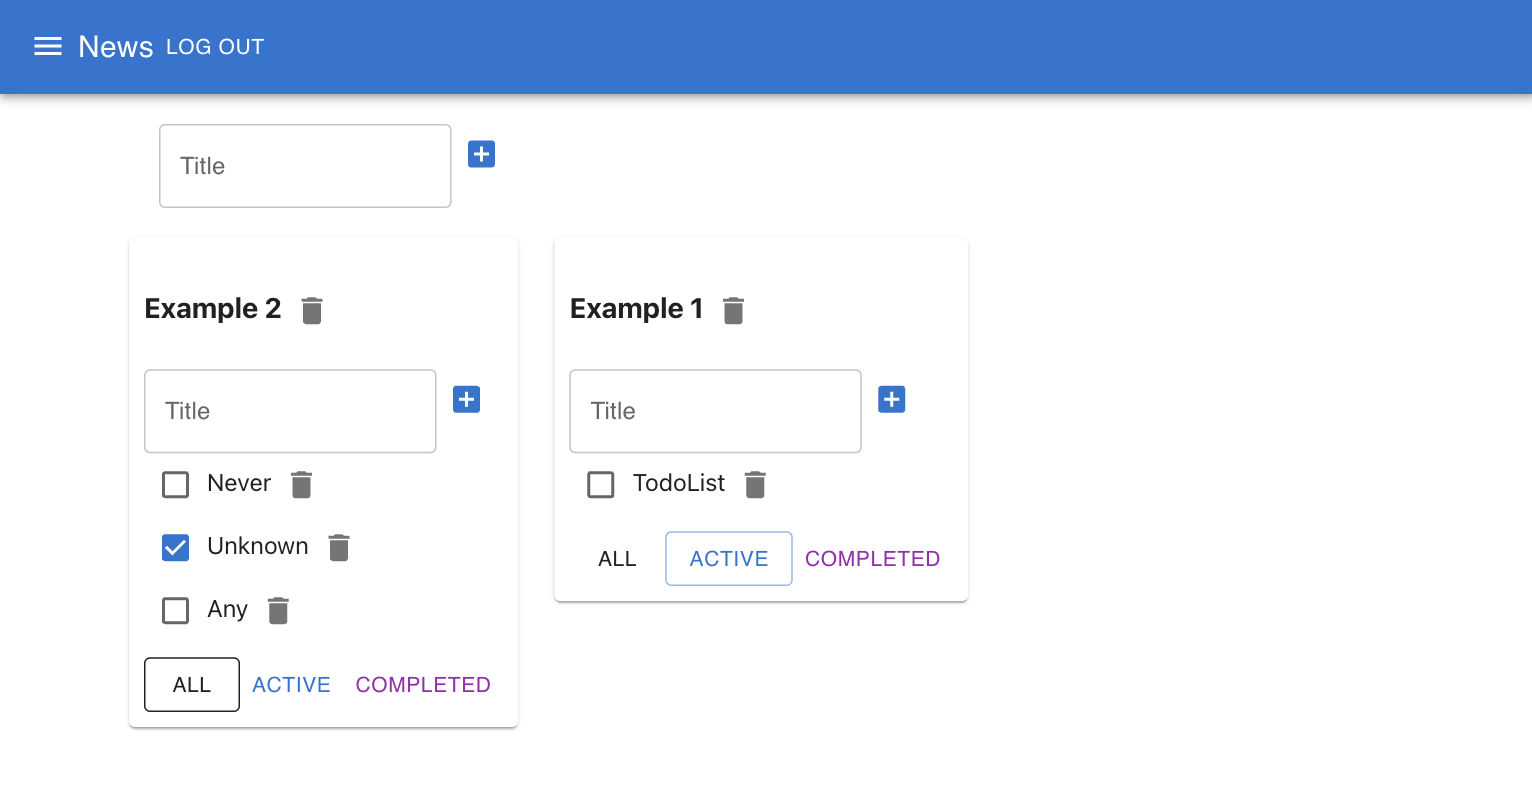 News LOG OUT
Title
Example 2
Title
Never
Unknown
Any
ALL ACTIVE COMPLETED
Example 1
Title
TodoList
ALL ACTIVE COMPLETED